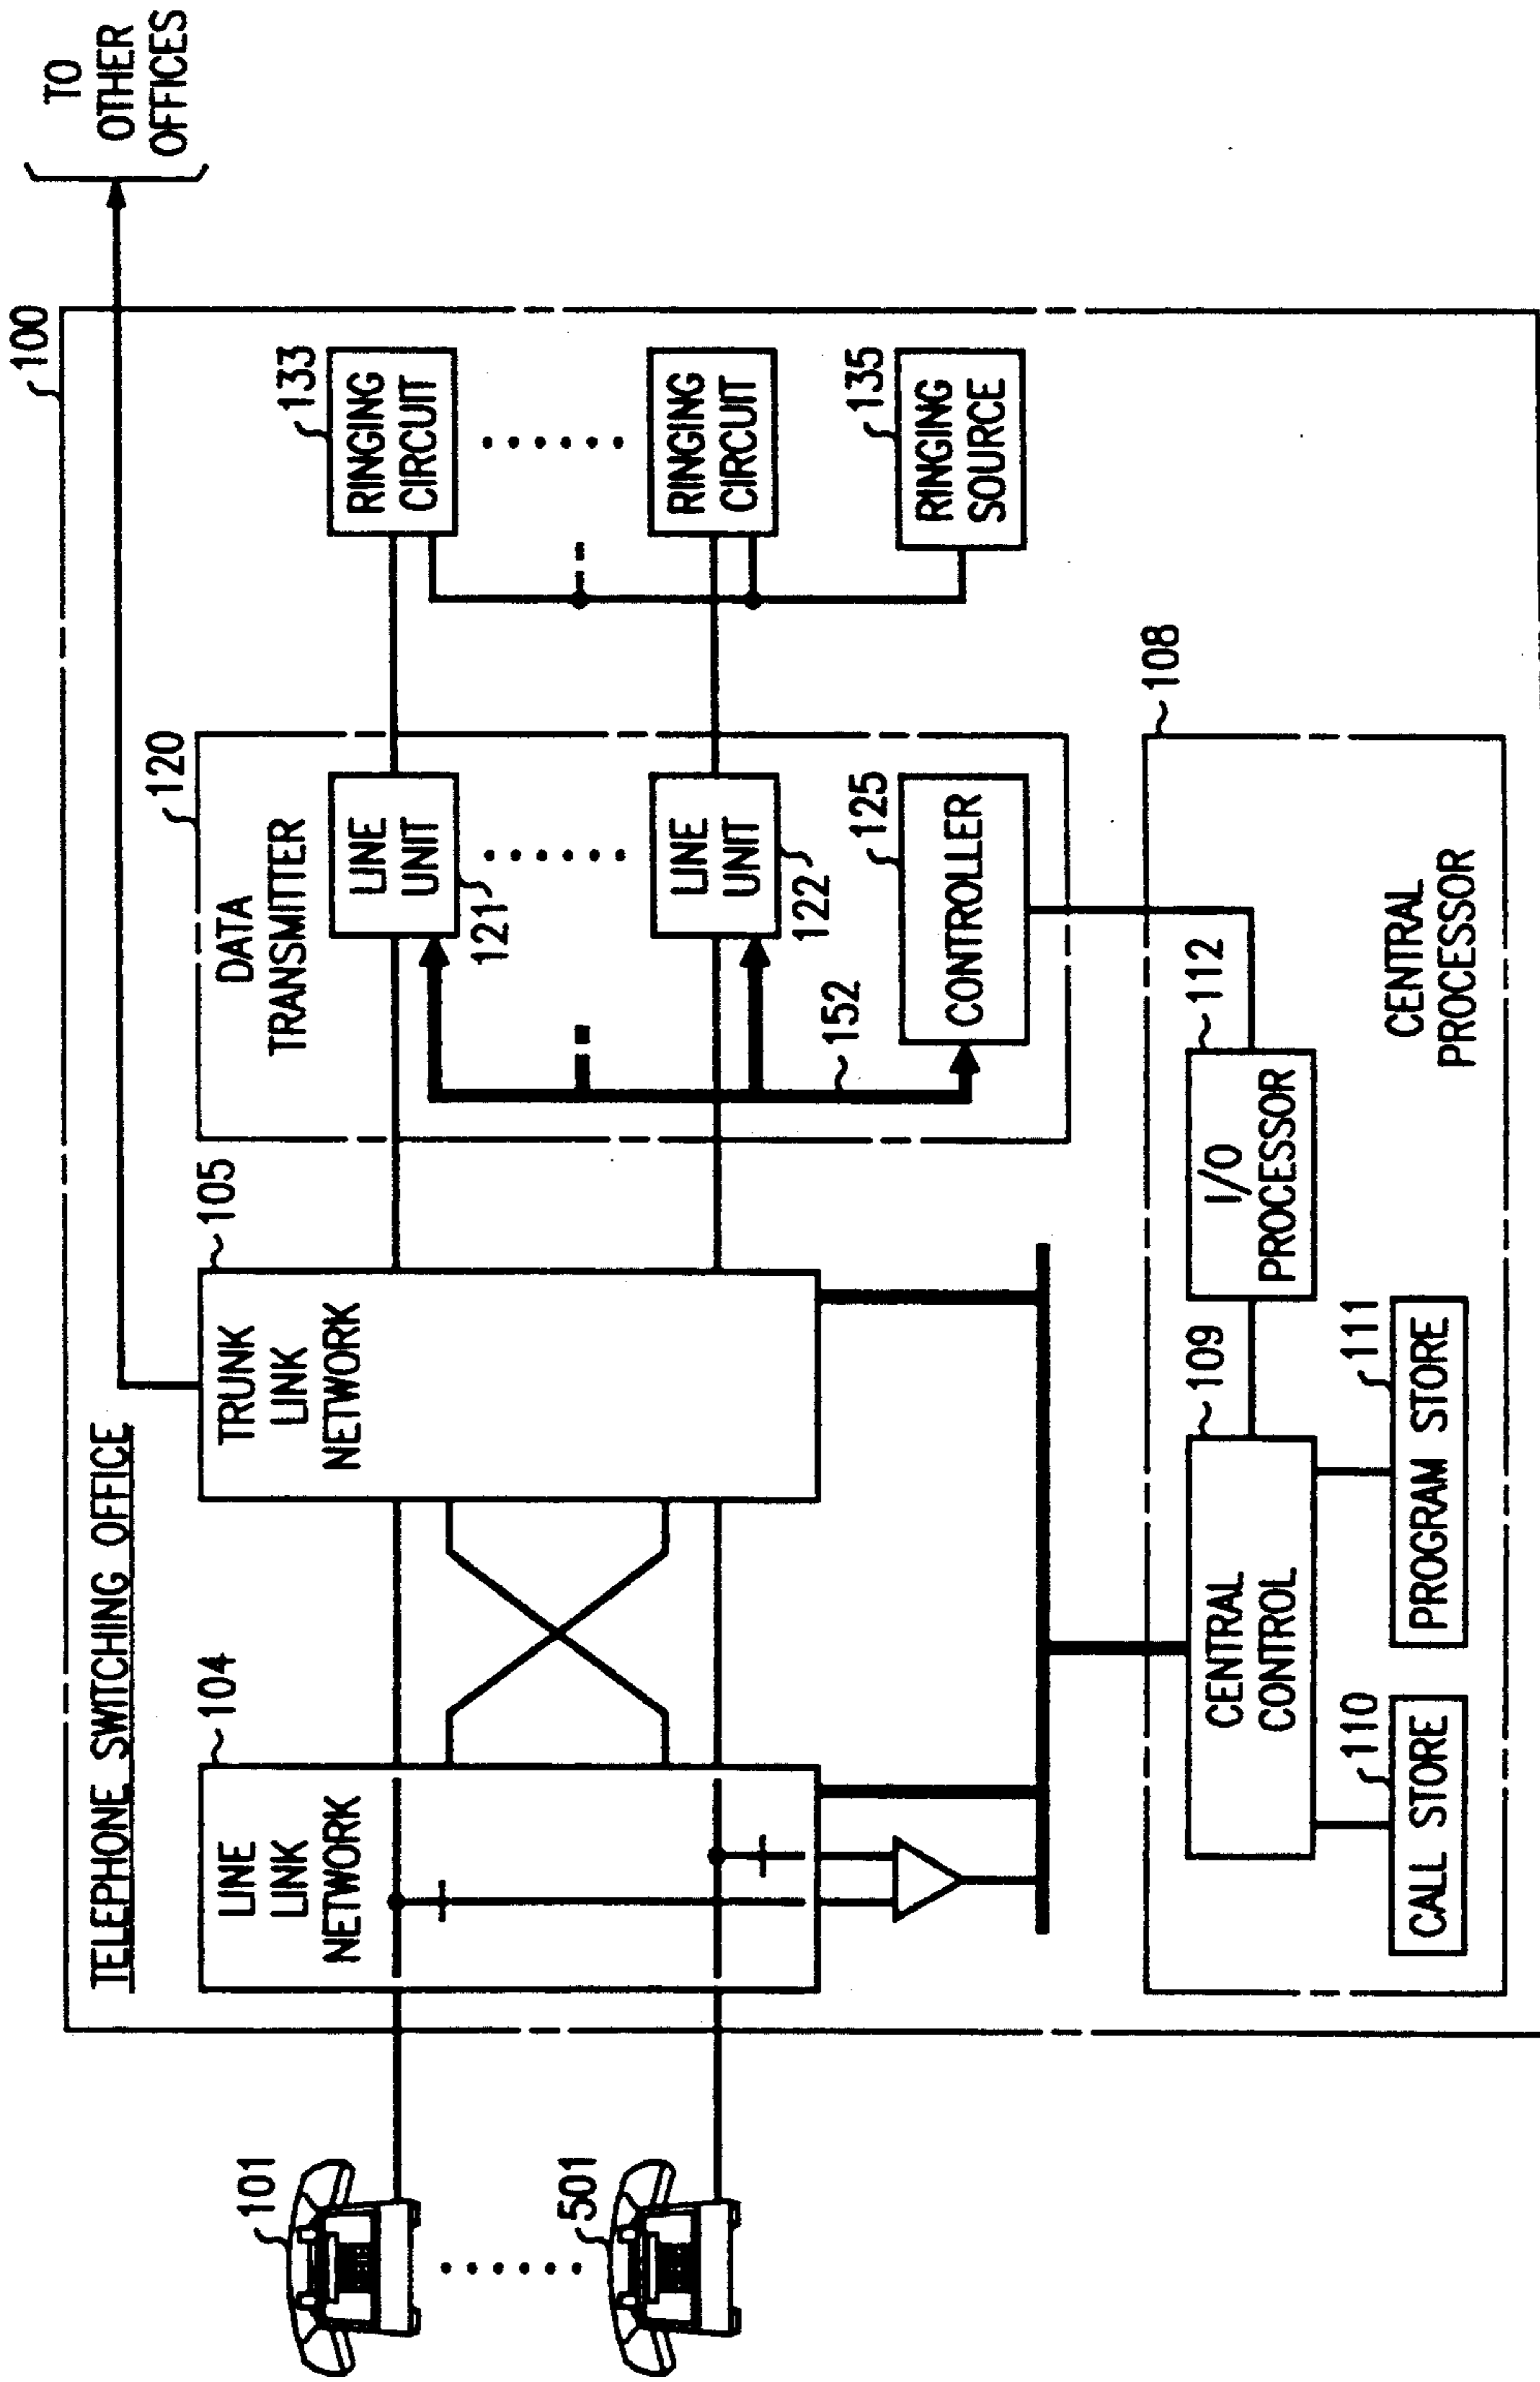 TO
OTHER
OFFICES
100
TELEPHONE SWITCHING OFFICE
101
501
104
LINE
LINK
NETWORK
105
TRUNK
LINK
NETWORK
120
DATA
TRANSMITTER
LINE
UNIT
121
LINE
UNIT
122
125
CONTROLLER
152
133
RINGING
CIRCUIT
RINGING
CIRCUIT
135
RINGING
SOURCE
108
109
CENTRAL
CONTROL
112
I/O
PROCESSOR
110
CALL STORE
111
PROGRAM STORE
CENTRAL
PROCESSOR